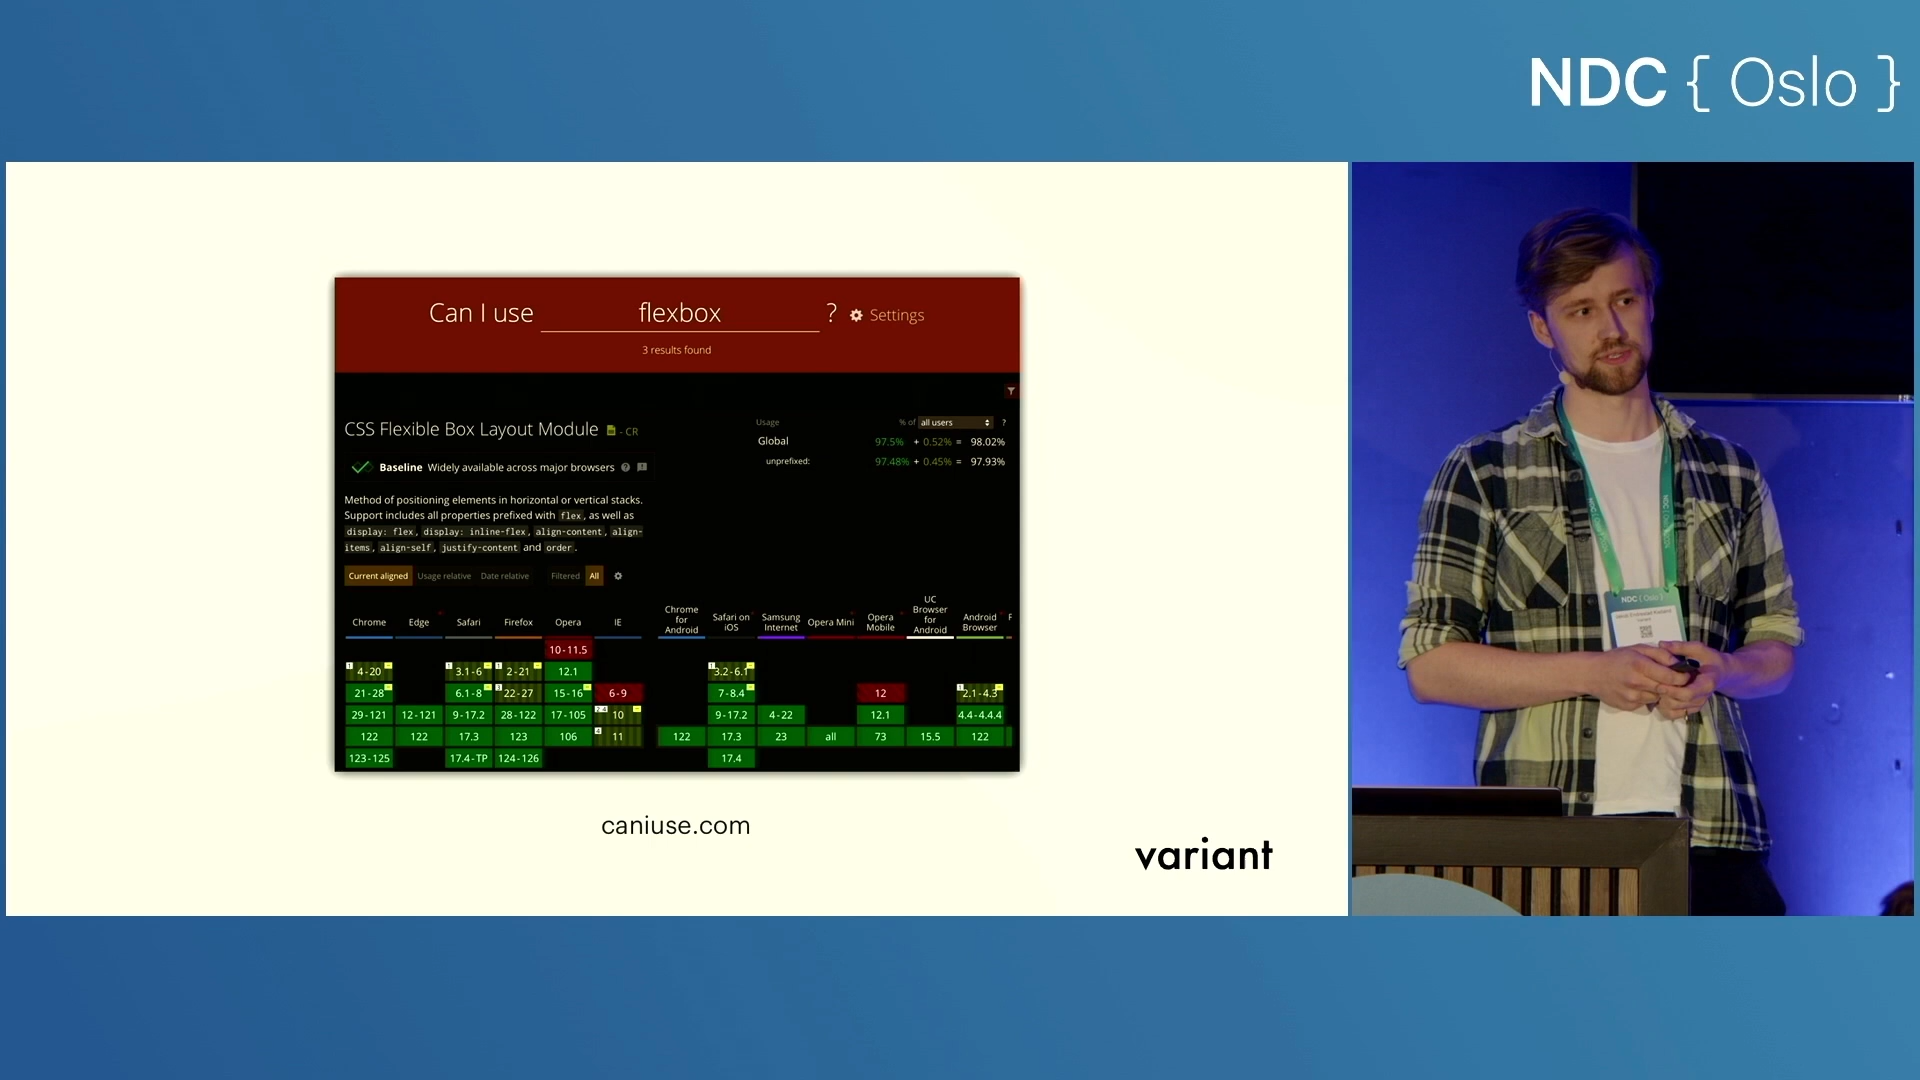 NDC { Oslo }
Can I use flexbox ? Settings
3 results found
CSS Flexible Box Layout Module - CR
Usage % of all users ?
Global 97.5% + 0.52% = 98.02%
unprefixed: 97.48% + 0.45% = 97.93%
Baseline Widely available across major browsers
Method of positioning elements in horizontal or vertical stacks.
Support includes all properties prefixed with flex, as well as
display: flex, display: inline-flex, align-content, align-
items, align-self, justify-content and order.
Current aligned Usage relative Date relative Filtered All
Chrome Edge Safari Firefox Opera IE Chrome for Android Safari on iOS Samsung Internet Opera Mini Opera Mobile UC Browser for Android Android Browser F
10-11.5
4-20 3.1-6 2-21 12.1 3.2-6.1
21-28 6.1-8 22-27 15-16 6-9 7-8.4 12 2.1-4.3
29-121 12-121 9-17.2 28-122 17-105 10 9-17.2 4-22 12.1 4.4-4.4.4
122 122 17.3 123 106 11 122 17.3 23 all 73 15.5 122
123-125 17.4-TP 124-126 17.4
caniuse.com
variant
NDC { Oslo }